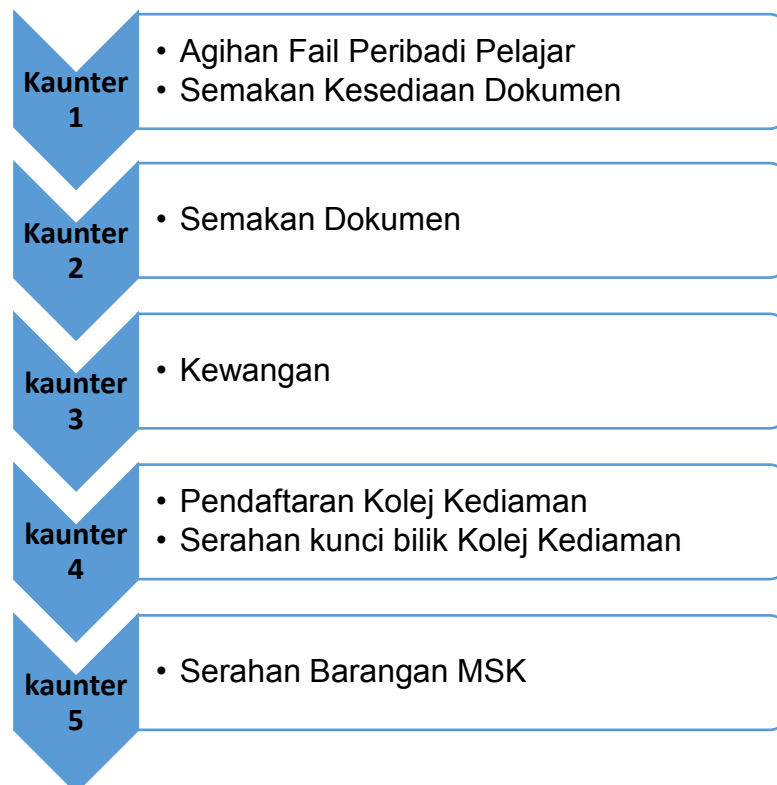 Kaunter
1
• Agihan Fail Peribadi Pelajar
• Semakan Kesediaan Dokumen
Kaunter
2
• Semakan Dokumen
kaunter
3
• Kewangan
kaunter
4
• Pendaftaran Kolej Kediaman
• Serahan kunci bilik Kolej Kediaman
kaunter
5
• Serahan Barangan MSK